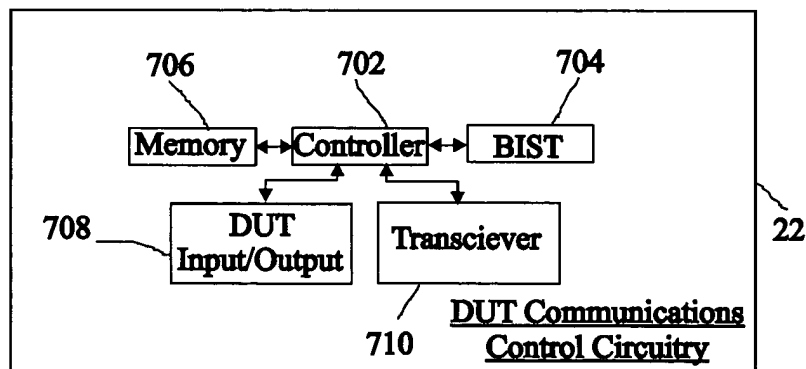 706
702
704
Memory
Controller
BIST
708
DUT
Input/Output
Transciever
22
710
DUT Communications
Control Circuitry